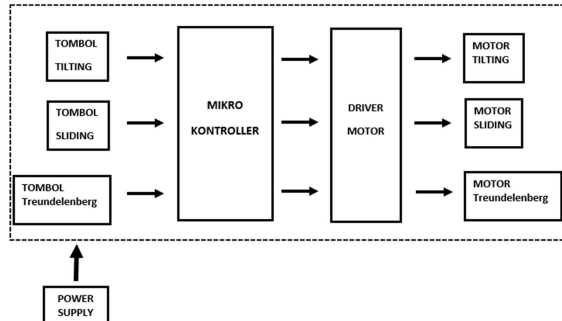 TOMBOL
TILTING
TOMBOL
SLIDING
TOMBOL
Treundelenberg
MIKRO
KONTROLLER
DRIVER
MOTOR
MOTOR
TILTING
MOTOR
SLIDING
MOTOR
Treundelenberg
POWER
SUPPLY